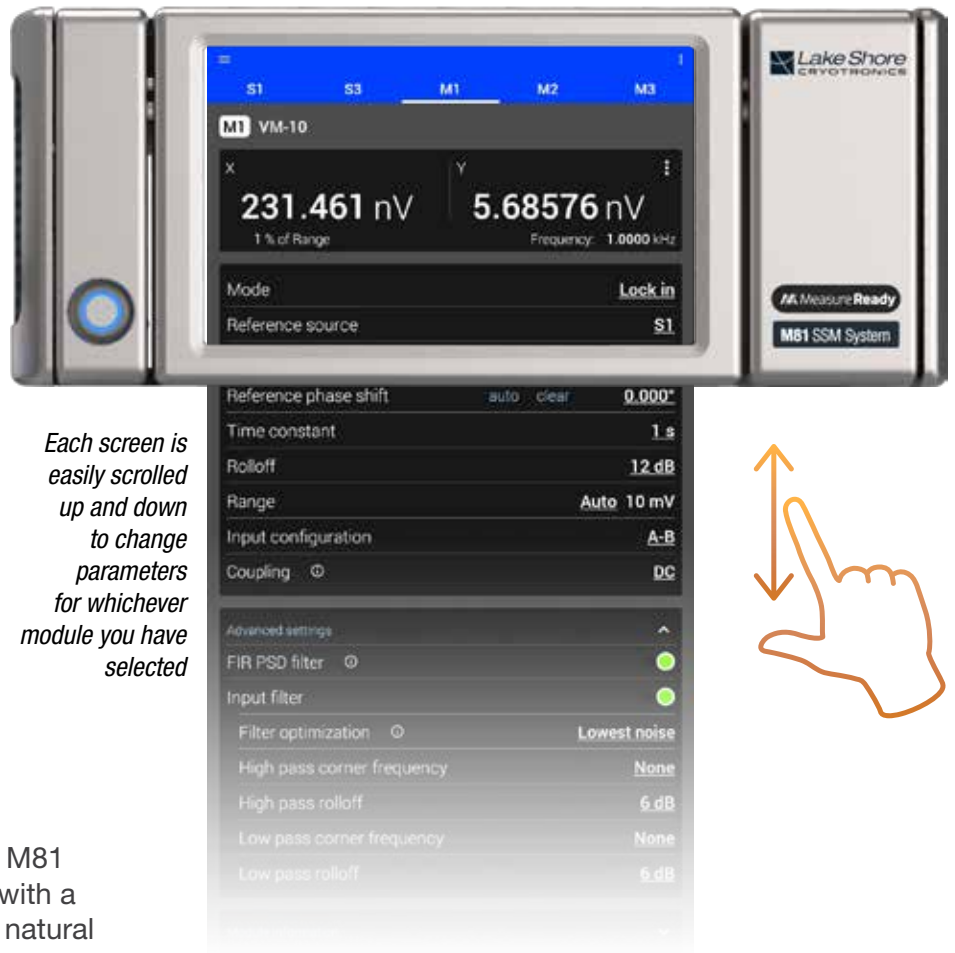 Lake Shore
CRYOTRONICS
S1 S3 M1 M2 M3
M1 VM-10
X Y
231.461 nV 5.68576 nV
1 % of Range Frequency: 1.0000 kHz
Mode Lock in
Reference source S1
MeasureReady
M81 SSM System
Reference phase shift auto clear 0.000°
Time constant 1 s
Rolloff 12 dB
Range Auto 10 mV
Input configuration A-B
Coupling DC
Advanced settings
FIR PSD filter
Input filter
Filter optimization Lowest noise
High pass corner frequency None
High pass rolloff 6 dB
Low pass corner frequency None
Low pass rolloff 6 dB
Each screen is
easily scrolled
up and down
to change
parameters
for whichever
module you have
selected
M81
with a
natural